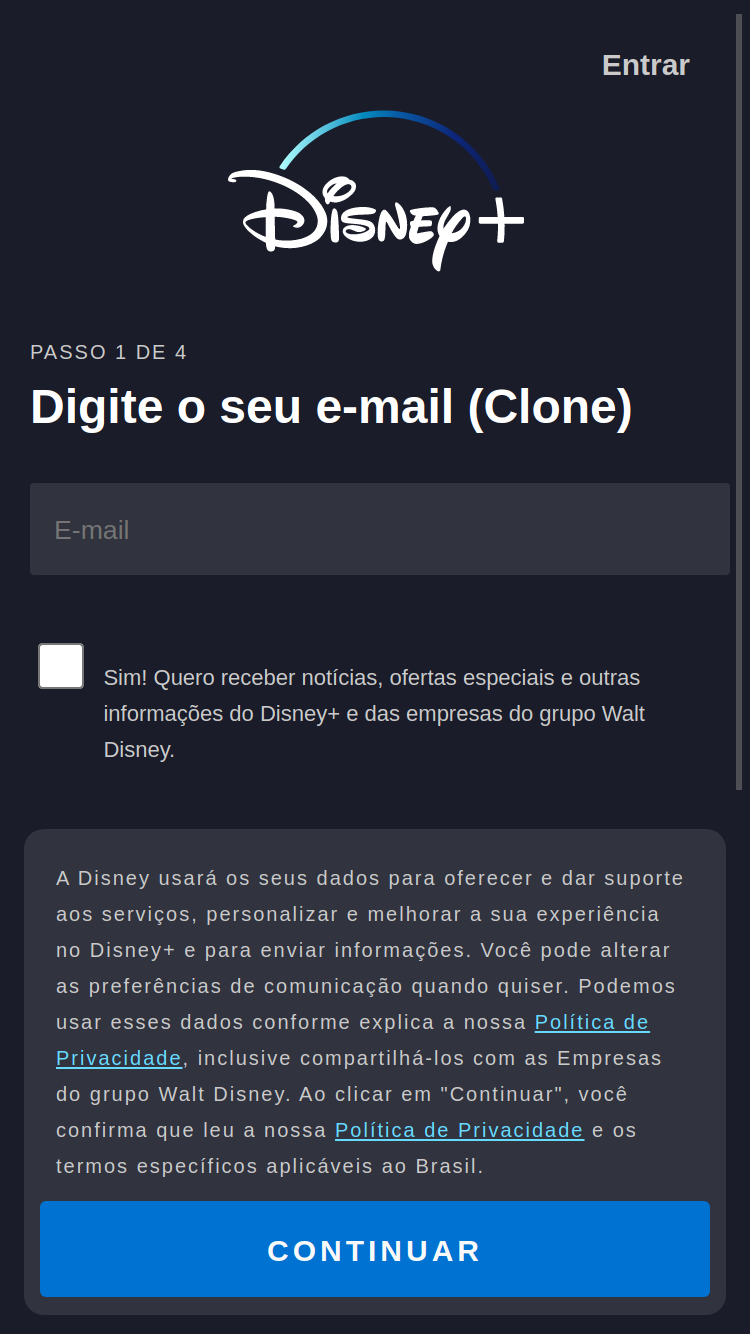 Entrar
Disney+
PASSO 1 DE 4
Digite o seu e-mail (Clone)
E-mail
Sim! Quero receber notícias, ofertas especiais e outras
informações do Disney+ e das empresas do grupo Walt
Disney.
A Disney usará os seus dados para oferecer e dar suporte
aos serviços, personalizar e melhorar a sua experiência
no Disney+ e para enviar informações. Você pode alterar
as preferências de comunicação quando quiser. Podemos
usar esses dados conforme explica a nossa Política de
Privacidade, inclusive compartilhá-los com as Empresas
do grupo Walt Disney. Ao clicar em "Continuar", você
confirma que leu a nossa Política de Privacidade e os
termos específicos aplicáveis ao Brasil.
CONTINUAR